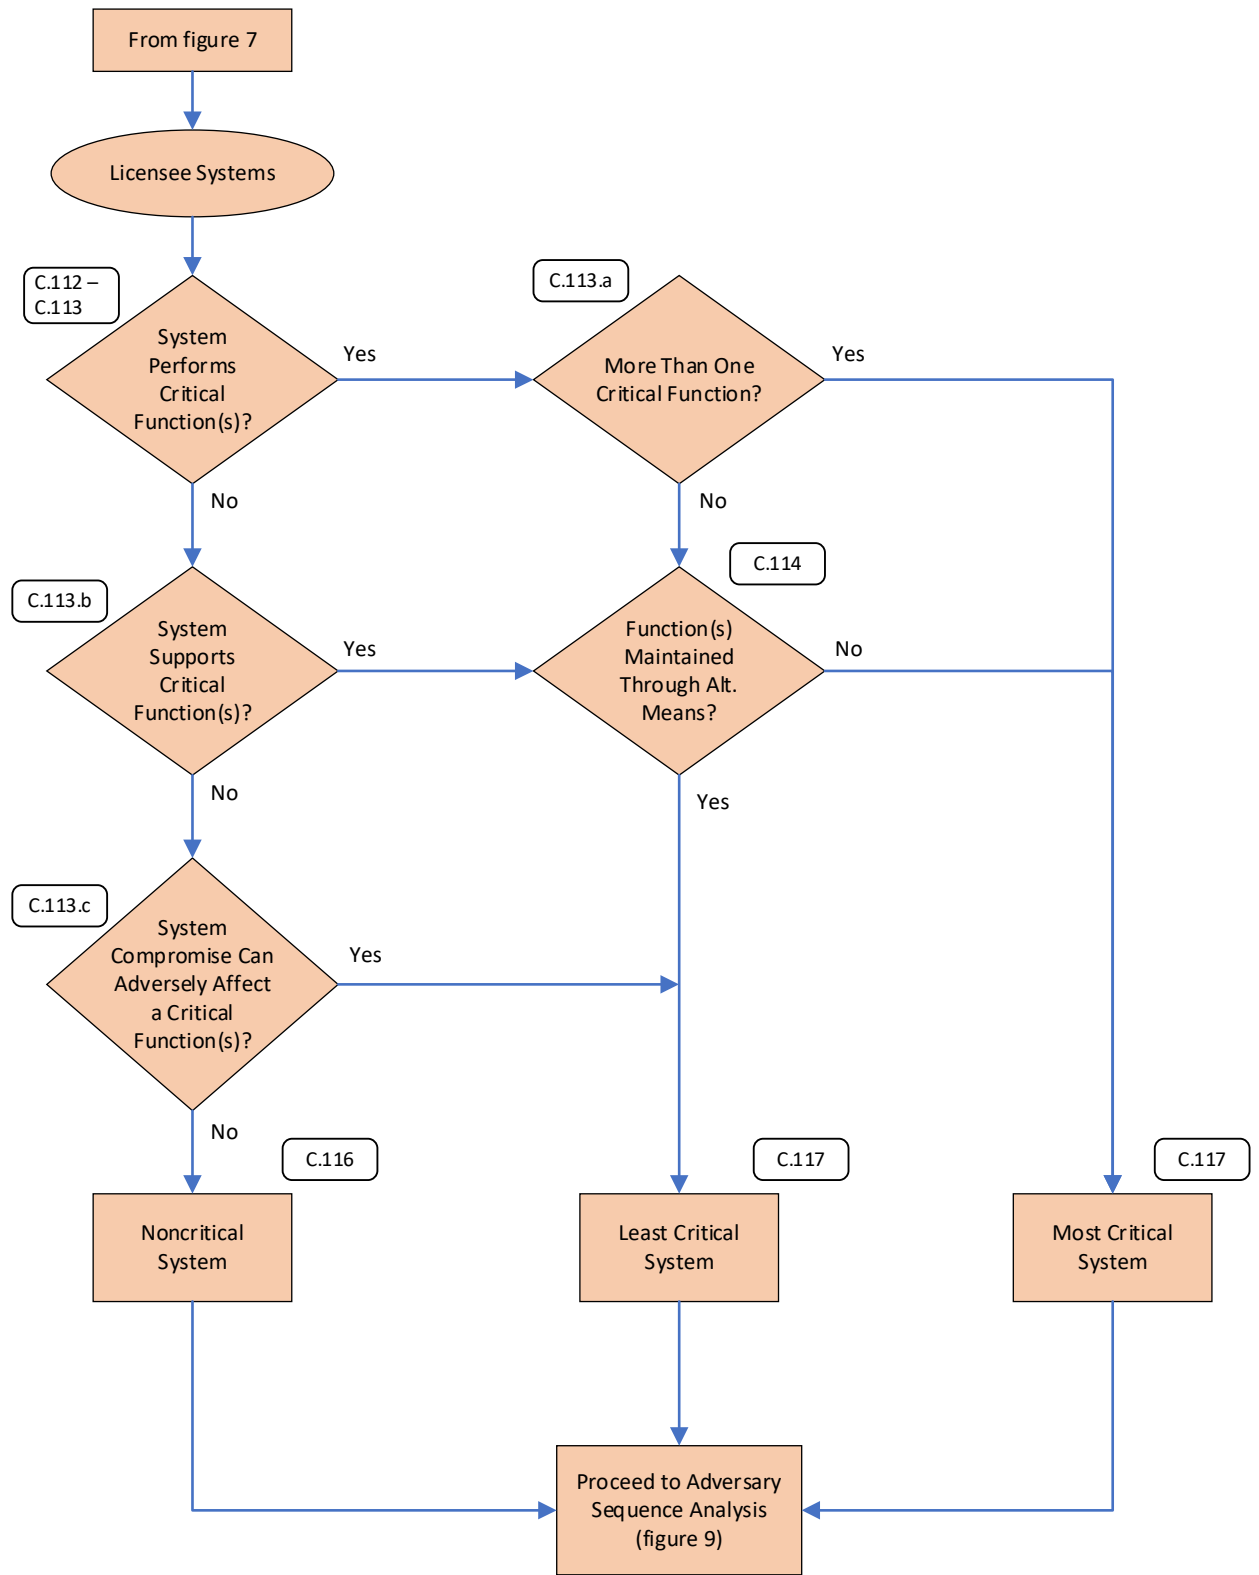 From figure 7
Licensee Systems
C.112 –
C.113
System
Performs
Critical
Function(s)?
Yes
C.113.a
More Than One
Critical Function?
Yes
No
No
C.113.b
System
Supports
Critical
Function(s)?
Yes
C.114
Function(s)
Maintained
Through Alt.
Means?
No
No
Yes
C.113.c
System
Compromise Can
Adversely Affect
a Critical
Function(s)?
Yes
No
C.116
C.117
C.117
Noncritical
System
Least Critical
System
Most Critical
System
Proceed to Adversary
Sequence Analysis
(figure 9)